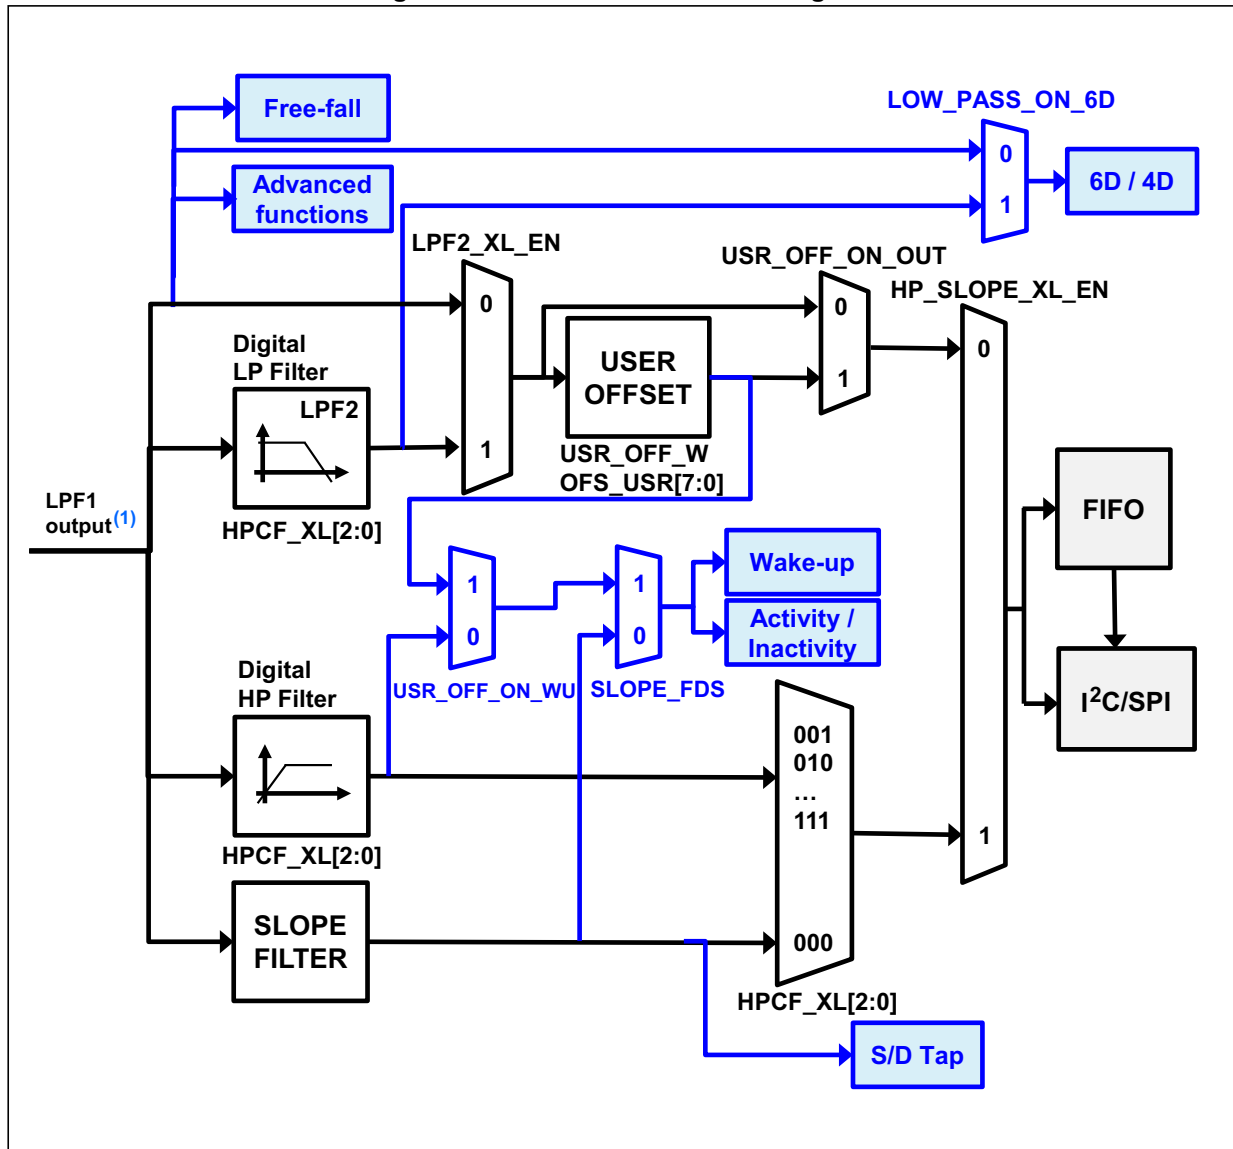 Free-fall
LOW_PASS_ON_6D
0
6D / 4D
1
Advanced
functions
LPF2_XL_EN
USR_OFF_ON_OUT
HP_SLOPE_XL_EN
0
0
0
Digital
LP Filter
LPF2
USER
OFFSET
1
1
USR_OFF_W
OFS_USR[7:0]
LPF1
output(1)
HPCF_XL[2:0]
FIFO
1
0
1
0
Wake-up
Activity /
Inactivity
USR_OFF_ON_WU
SLOPE_FDS
Digital
HP Filter
I²C/SPI
001
010
...
111
1
HPCF_XL[2:0]
SLOPE
FILTER
000
HPCF_XL[2:0]
S/D Tap